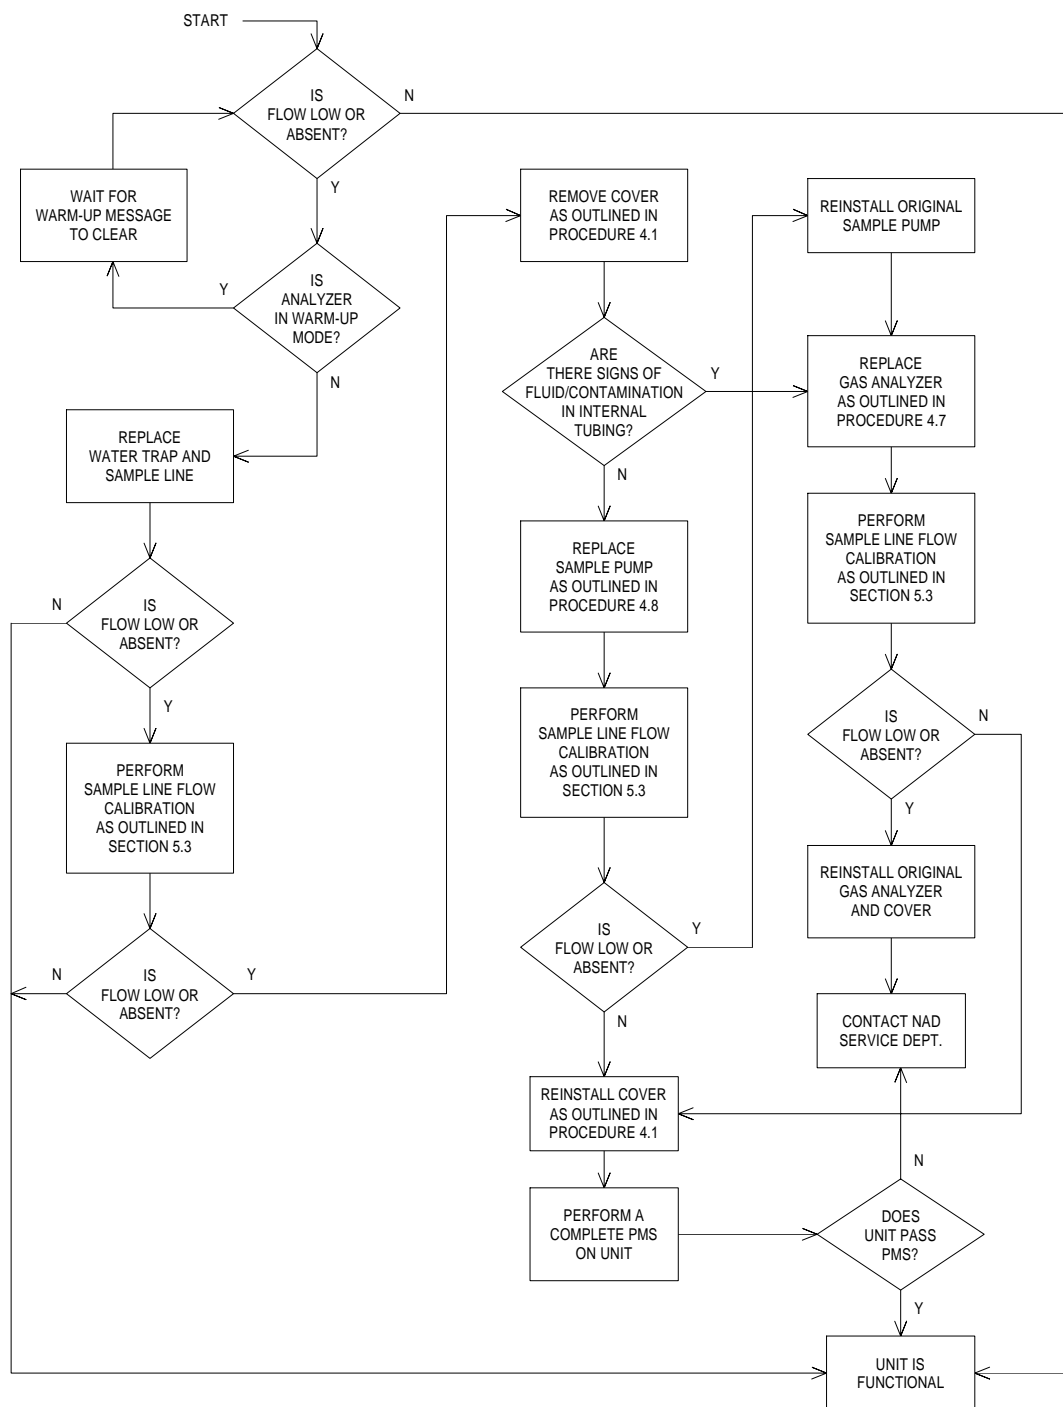 START
IS
FLOW LOW OR
ABSENT?
N
Y
WAIT FOR
WARM-UP MESSAGE
TO CLEAR
IS
ANALYZER
IN WARM-UP
MODE?
Y
N
REPLACE
WATER TRAP AND
SAMPLE LINE
IS
FLOW LOW OR
ABSENT?
N
Y
PERFORM
SAMPLE LINE FLOW
CALIBRATION
AS OUTLINED IN
SECTION 5.3
IS
FLOW LOW OR
ABSENT?
N
Y
REMOVE COVER
AS OUTLINED IN
PROCEDURE 4.1
ARE
THERE SIGNS OF
FLUID/CONTAMINATION
IN INTERNAL
TUBING?
Y
N
REPLACE
SAMPLE PUMP
AS OUTLINED IN
PROCEDURE 4.8
PERFORM
SAMPLE LINE FLOW
CALIBRATION
AS OUTLINED IN
SECTION 5.3
IS
FLOW LOW OR
ABSENT?
Y
N
REINSTALL COVER
AS OUTLINED IN
PROCEDURE 4.1
PERFORM A
COMPLETE PMS
ON UNIT
REINSTALL ORIGINAL
SAMPLE PUMP
REPLACE
GAS ANALYZER
AS OUTLINED IN
PROCEDURE 4.7
PERFORM
SAMPLE LINE FLOW
CALIBRATION
AS OUTLINED IN
SECTION 5.3
IS
FLOW LOW OR
ABSENT?
N
Y
REINSTALL ORIGINAL
GAS ANALYZER
AND COVER
CONTACT NAD
SERVICE DEPT.
N
DOES
UNIT PASS
PMS?
Y
UNIT IS
FUNCTIONAL